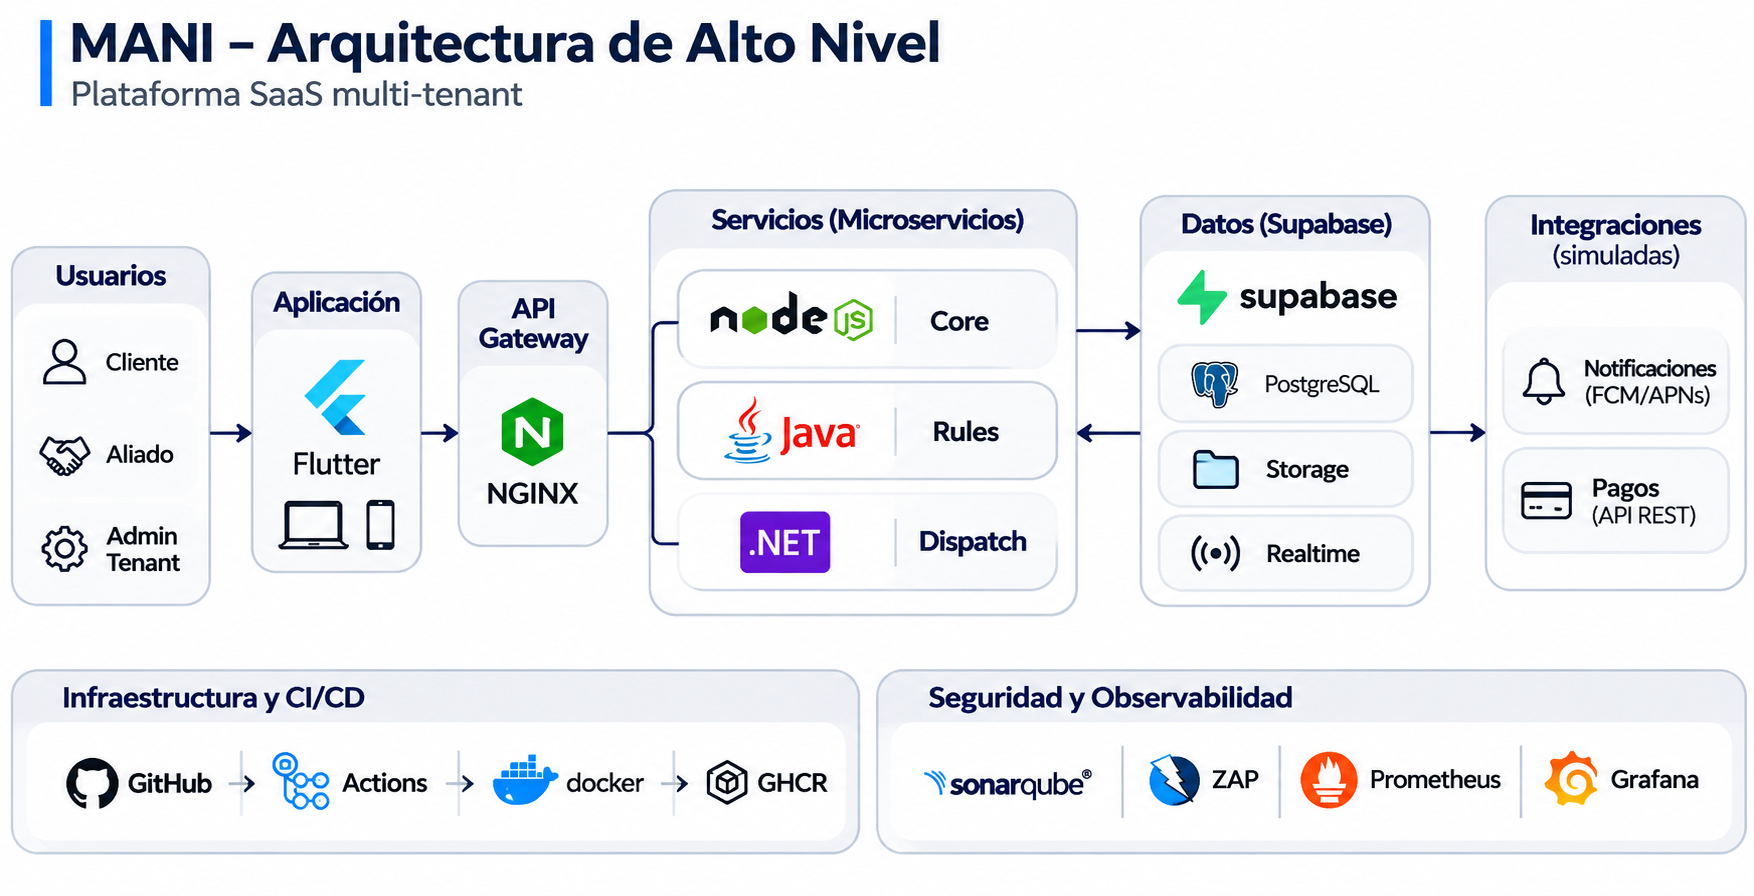 MANI – Arquitectura de Alto Nivel
Plataforma SaaS multi-tenant
Usuarios
Cliente
Aliado
Admin
Tenant
Aplicación
Flutter
API
Gateway
N
NGINX
Servicios (Microservicios)
node JS
Core
Java
Rules
.NET
Dispatch
Datos (Supabase)
supabase
PostgreSQL
Storage
Realtime
Integraciones
(simuladas)
Notificaciones
(FCM/APNs)
Pagos
(API REST)
Infraestructura y CI/CD
GitHub
Actions
docker
GHCR
Seguridad y Observabilidad
sonarqube®
ZAP
Prometheus
Grafana